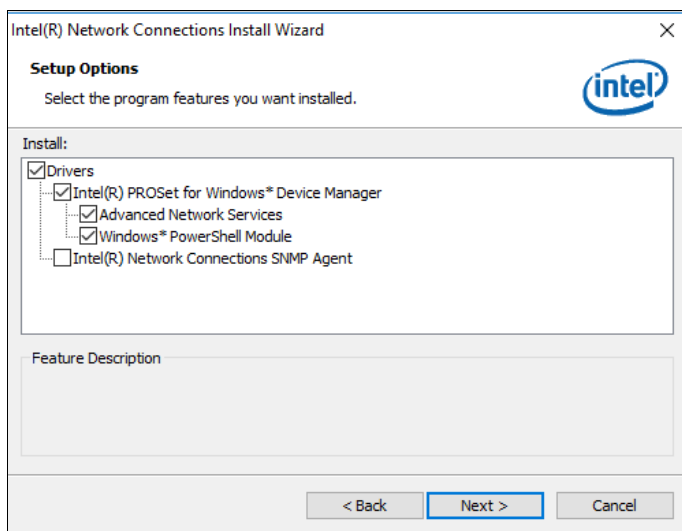 Intel(R) Network Connections Install Wizard
Setup Options
Select the program features you want installed.
intel
Install:
Drivers
Intel(R) PROSet for Windows* Device Manager
Advanced Network Services
Windows* PowerShell Module
Intel(R) Network Connections SNMP Agent
Feature Description
< Back
Next >
Cancel